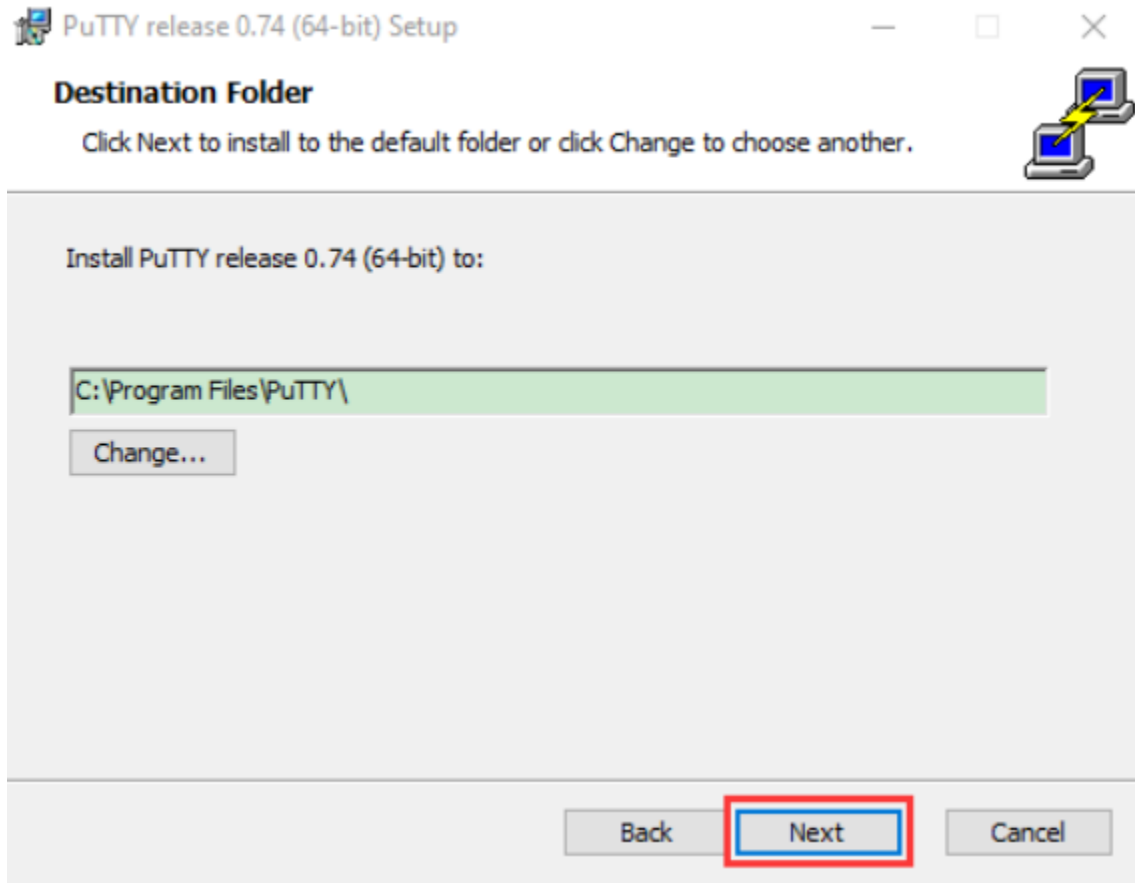 PuTTY release 0.74 (64-bit) Setup
Destination Folder
Click Next to install to the default folder or click Change to choose another.
Install PuTTY release 0.74 (64-bit) to:
C:\Program Files\PuTTY\
Change...
Back Next Cancel